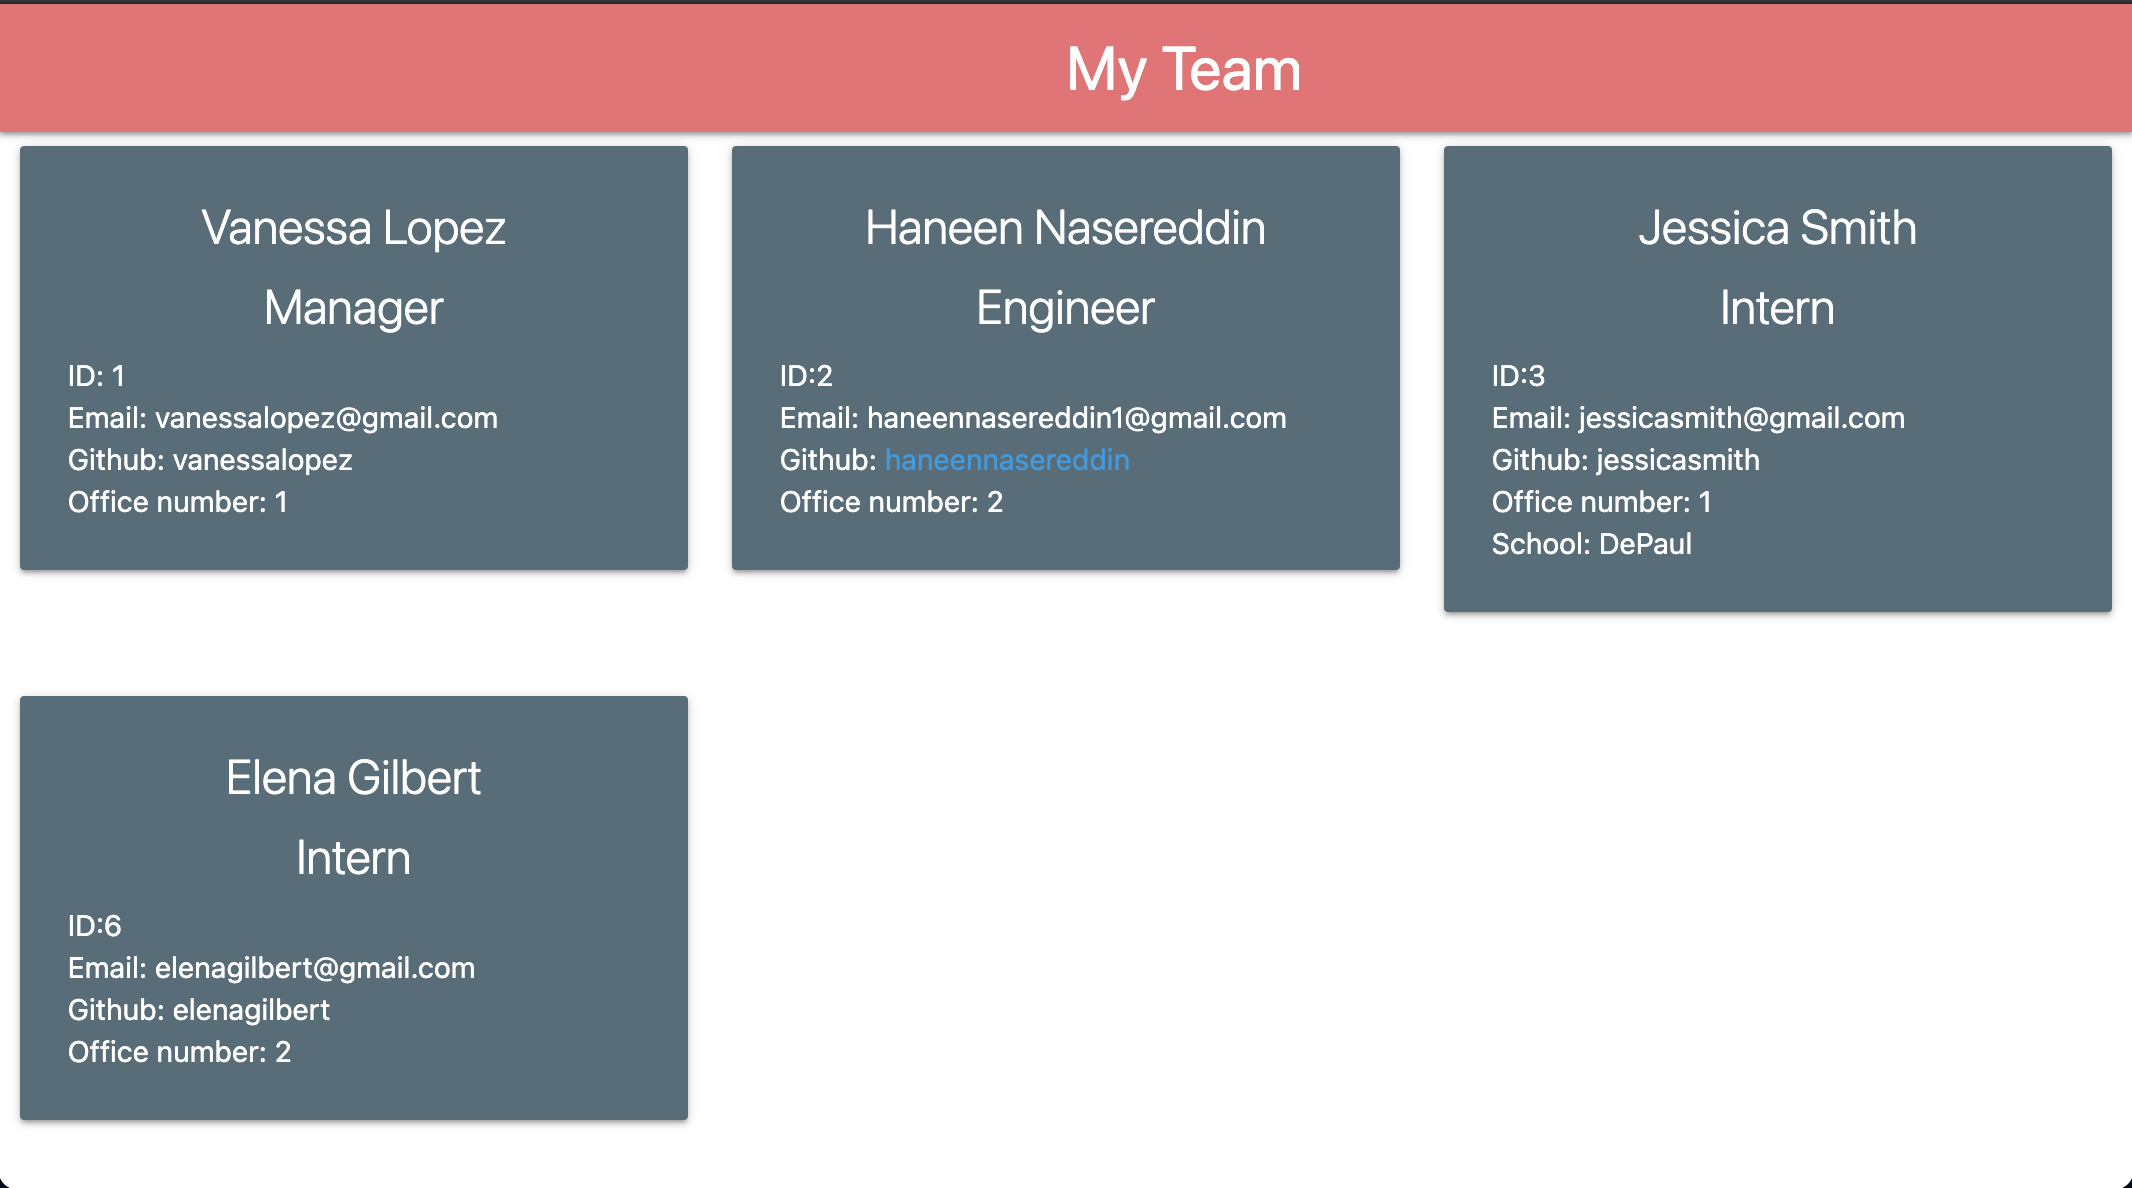 My Team
Vanessa Lopez
Manager
ID: 1
Email: vanessalopez@gmail.com
Github: vanessalopez
Office number: 1
Haneen Nasereddin
Engineer
ID:2
Email: haneennasereddin1@gmail.com
Github: haneennasereddin
Office number: 2
Jessica Smith
Intern
ID:3
Email: jessicasmith@gmail.com
Github: jessicasmith
Office number: 1
School: DePaul
Elena Gilbert
Intern
ID:6
Email: elenagilbert@gmail.com
Github: elenagilbert
Office number: 2